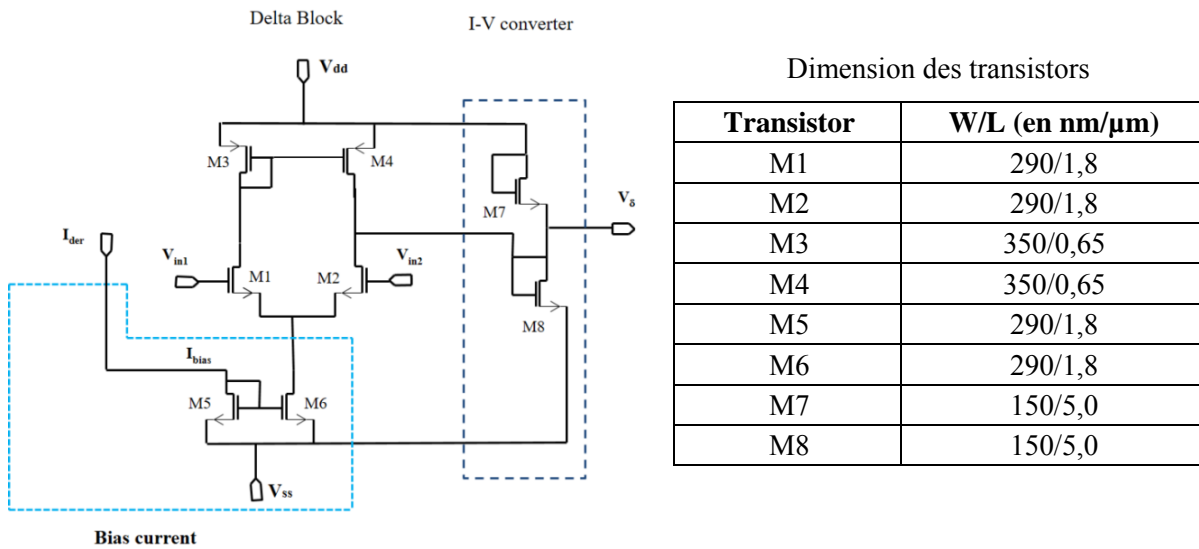 Delta Block
I-V converter
Vdd
M3
M4
M7
Vδ
Ider
Vin1
M1
M2
Vin2
M8
Ibias
M5
M6
Vss
Bias current
Dimension des transistors
Transistor W/L (en nm/µm)
M1 290/1,8
M2 290/1,8
M3 350/0,65
M4 350/0,65
M5 290/1,8
M6 290/1,8
M7 150/5,0
M8 150/5,0